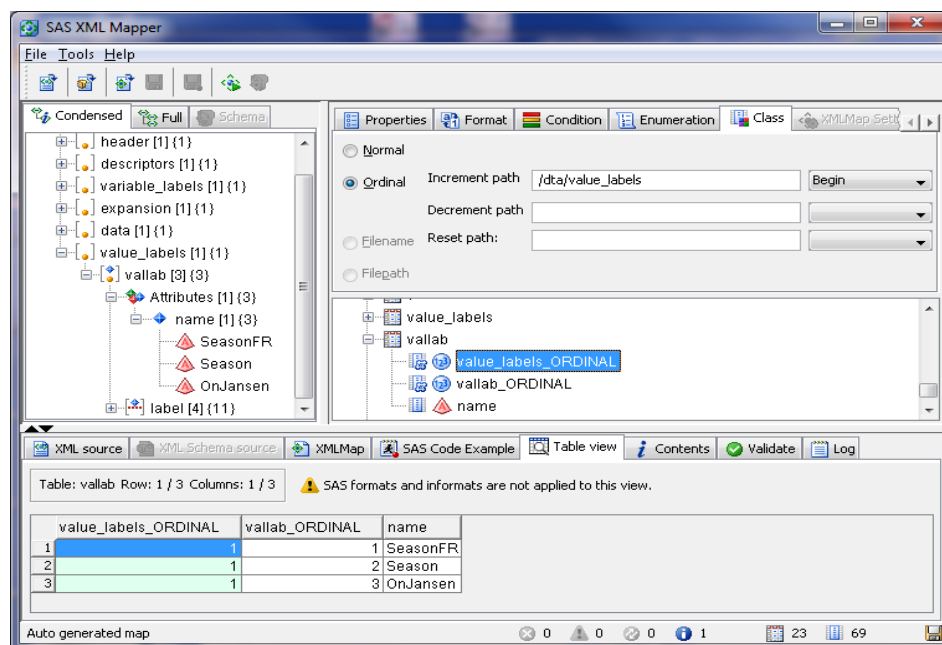 SAS XML Mapper
File Tools Help
Condensed Full Schema
header [1] {1}
descriptors [1] {1}
variable_labels [1] {1}
expansion [1] {1}
data [1] {1}
value_labels [1] {1}
vallab [3] {3}
Attributes [1] {3}
name [1] {3}
SeasonFR
Season
OnJansen
label [4] {11}
Properties Format Condition Enumeration Class XMLMap Sett
Normal
Ordinal Increment path /dta/value_labels Begin
Decrement path
Filename Reset path:
Filepath
value_labels
vallab
123 value_labels_ORDINAL
123 vallab_ORDINAL
name
XML source XML Schema source XMLMap SAS Code Example Table view Contents Validate Log
Table: vallab Row: 1 / 3 Columns: 1 / 3 SAS formats and informats are not applied to this view.
value_labels_ORDINAL vallab_ORDINAL name
1 1 1 SeasonFR
2 1 2 Season
3 1 3 OnJansen
Auto generated map 0 0 0 1 23 69